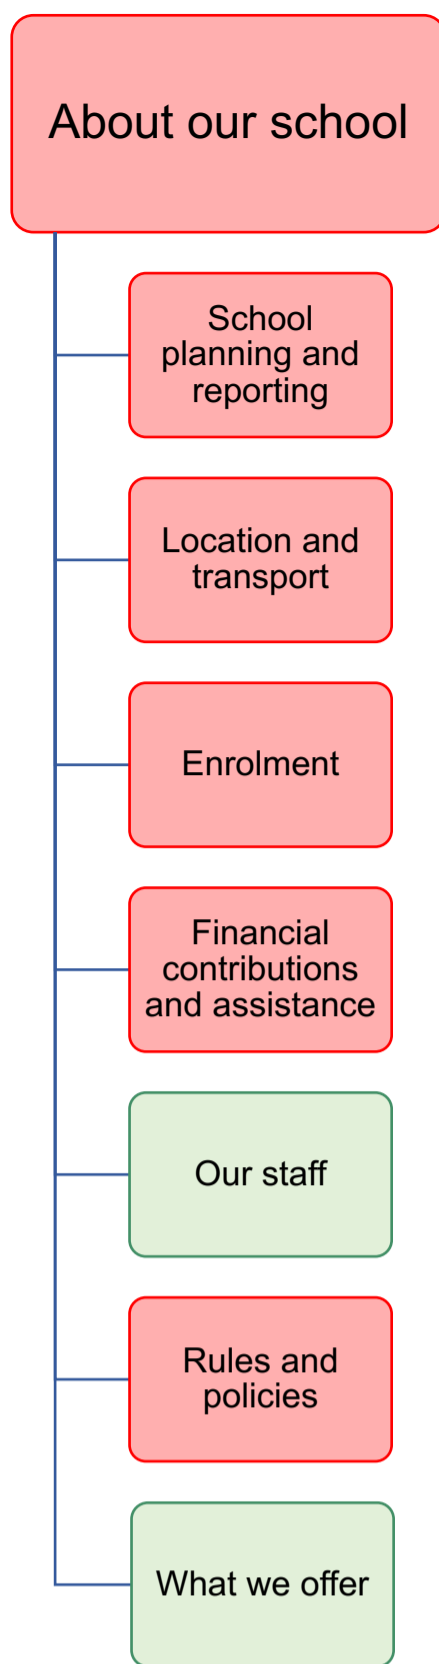 About our school
School
planning and
reporting
Location and
transport
Enrolment
Financial
contributions
and assistance
Our staff
Rules and
policies
What we offer